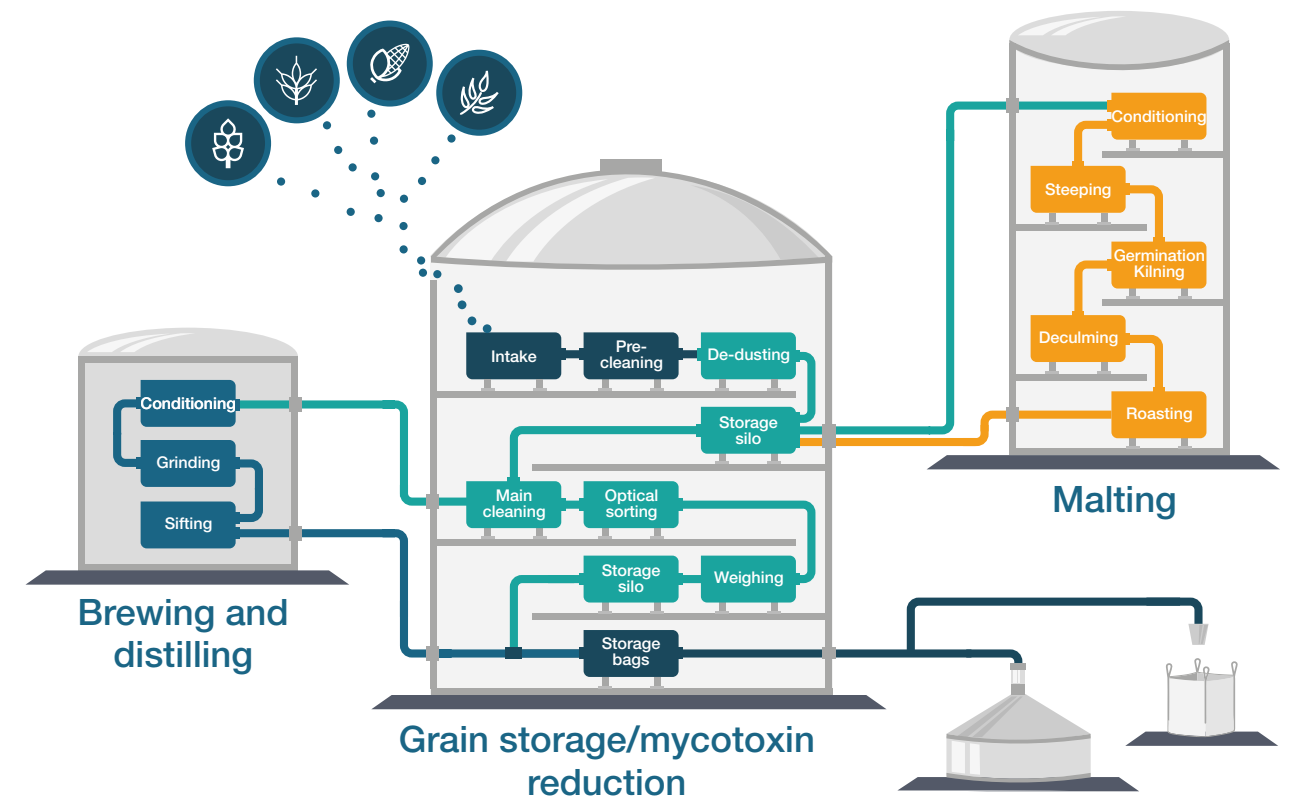 Conditioning
Steeping
Germination
Kilning
Deculming
Roasting
Malting
Intake
Pre-
cleaning
De-dusting
Storage
silo
Main
cleaning
Optical
sorting
Storage
silo
Weighing
Storage
bags
Grain storage/mycotoxin
reduction
Conditioning
Grinding
Sifting
Brewing and
distilling